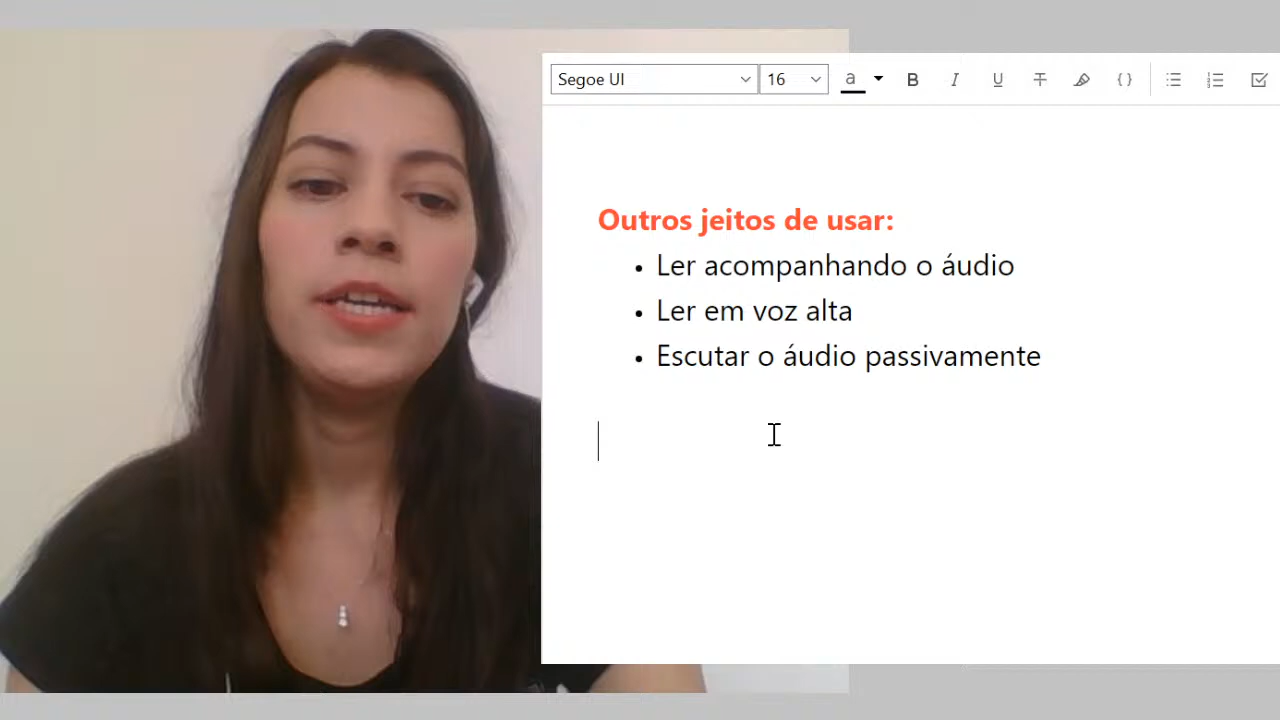 Segoe UI 16 a B I U T {}
Outros jeitos de usar:
• Ler acompanhando o áudio
• Ler em voz alta
• Escutar o áudio passivamente